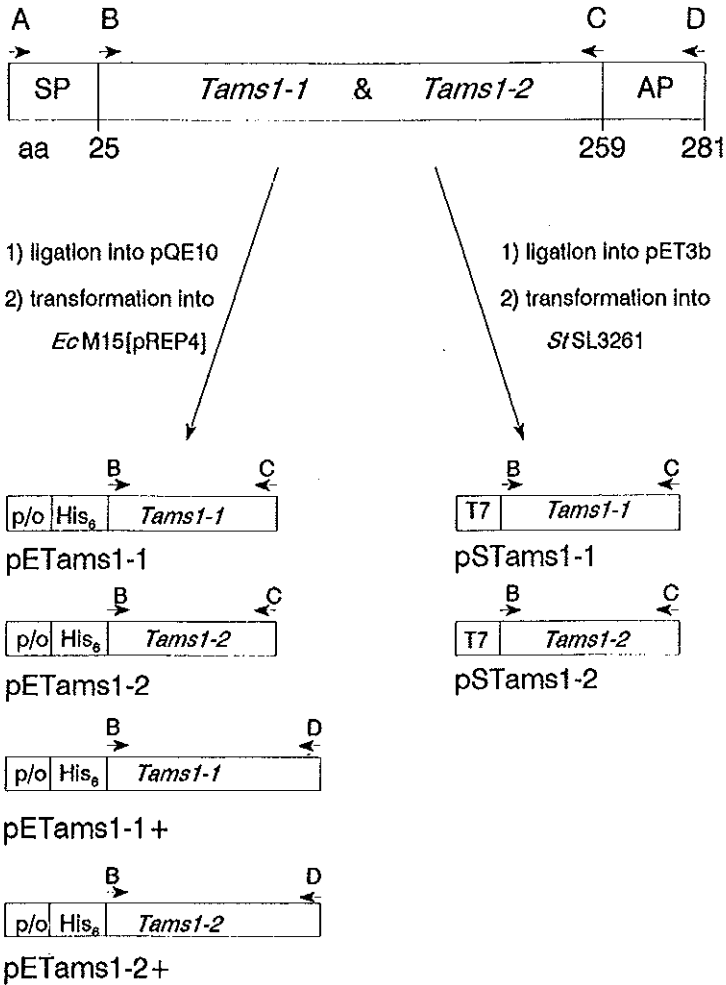 A B C D
SP Tams1-1 & Tams1-2 AP
aa 25 259 281
1) ligation into pQE10
2) transformation into
Ec M15[pREP4]
1) ligation into pET3b
2) transformation into
St SL3261
B C
p/o His6 Tams1-1
pETams1-1
B C
p/o His6 Tams1-2
pETams1-2
B D
p/o His6 Tams1-1
pETams1-1+
B D
p/o His6 Tams1-2
pETams1-2+
B C
T7 Tams1-1
pSTams1-1
B C
T7 Tams1-2
pSTams1-2